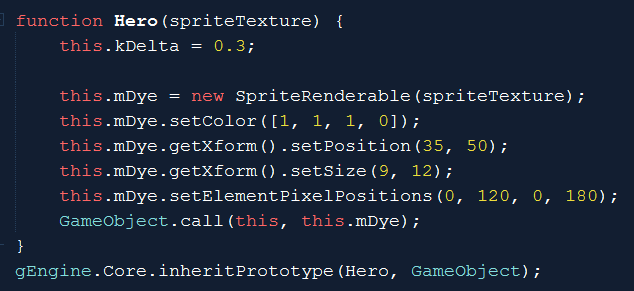 function Hero(spriteTexture) {
    this.kDelta = 0.3;

    this.mDye = new SpriteRenderable(spriteTexture);
    this.mDye.setColor([1, 1, 1, 0]);
    this.mDye.getXform().setPosition(35, 50);
    this.mDye.getXform().setSize(9, 12);
    this.mDye.setElementPixelPositions(0, 120, 0, 180);
    GameObject.call(this, this.mDye);
}
gEngine.Core.inheritPrototype(Hero, GameObject);